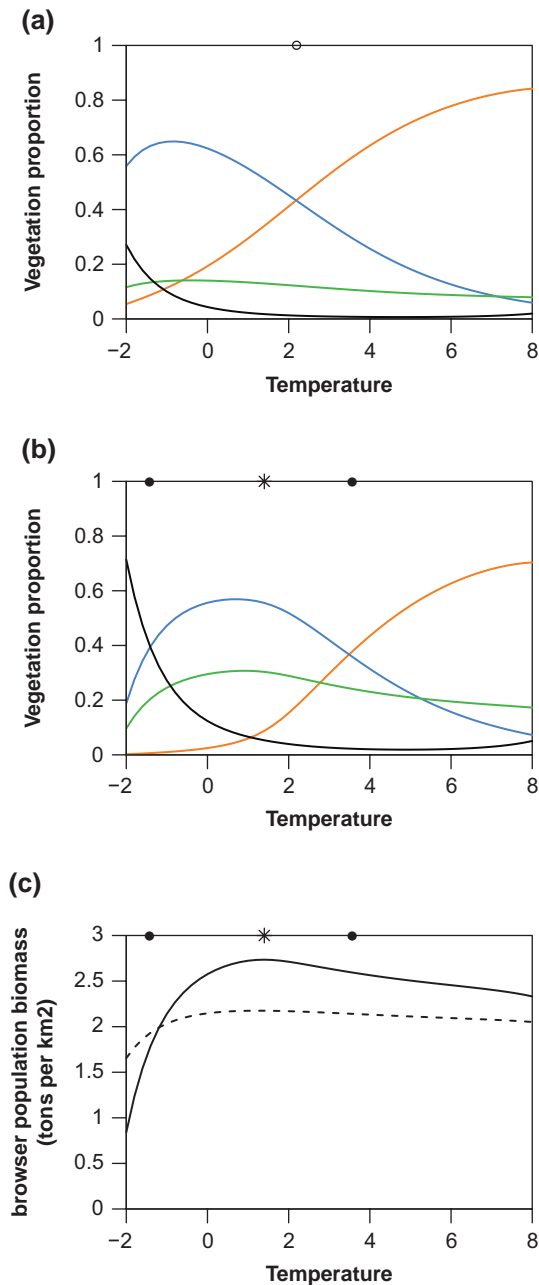 (a)
1
0.8
0.6
0.4
0.2
0
Vegetation proportion
−2 0 2 4 6 8
Temperature
(b)
1
0.8
0.6
0.4
0.2
0
Vegetation proportion
−2 0 2 4 6 8
Temperature
(c)
3
2.5
2
1.5
1
0.5
0
browser population biomass
(tons per km2)
−2 0 2 4 6 8
Temperature